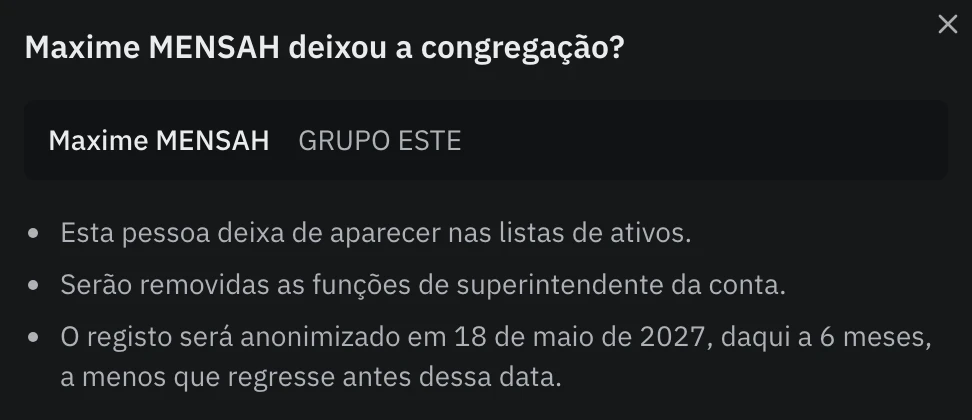 Maxime MENSAH deixou a congregação?
Maxime MENSAH GRUPO ESTE
• Esta pessoa deixa de aparecer nas listas de ativos.
• Serão removidas as funções de superintendente da conta.
• O registo será anonimizado em 18 de maio de 2027, daqui a 6 meses,
a menos que regresse antes dessa data.